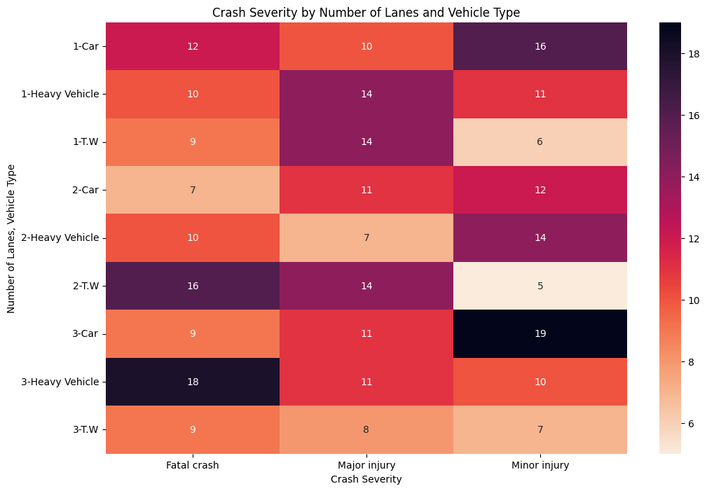 Crash Severity by Number of Lanes and Vehicle Type
Number of Lanes, Vehicle Type
1-Car 12 10 16
1-Heavy Vehicle 10 14 11
1-T.W 9 14 6
2-Car 7 11 12
2-Heavy Vehicle 10 7 14
2-T.W 16 14 5
3-Car 9 11 19
3-Heavy Vehicle 18 11 10
3-T.W 9 8 7
Fatal crash Major injury Minor injury
Crash Severity
18
16
14
12
10
8
6